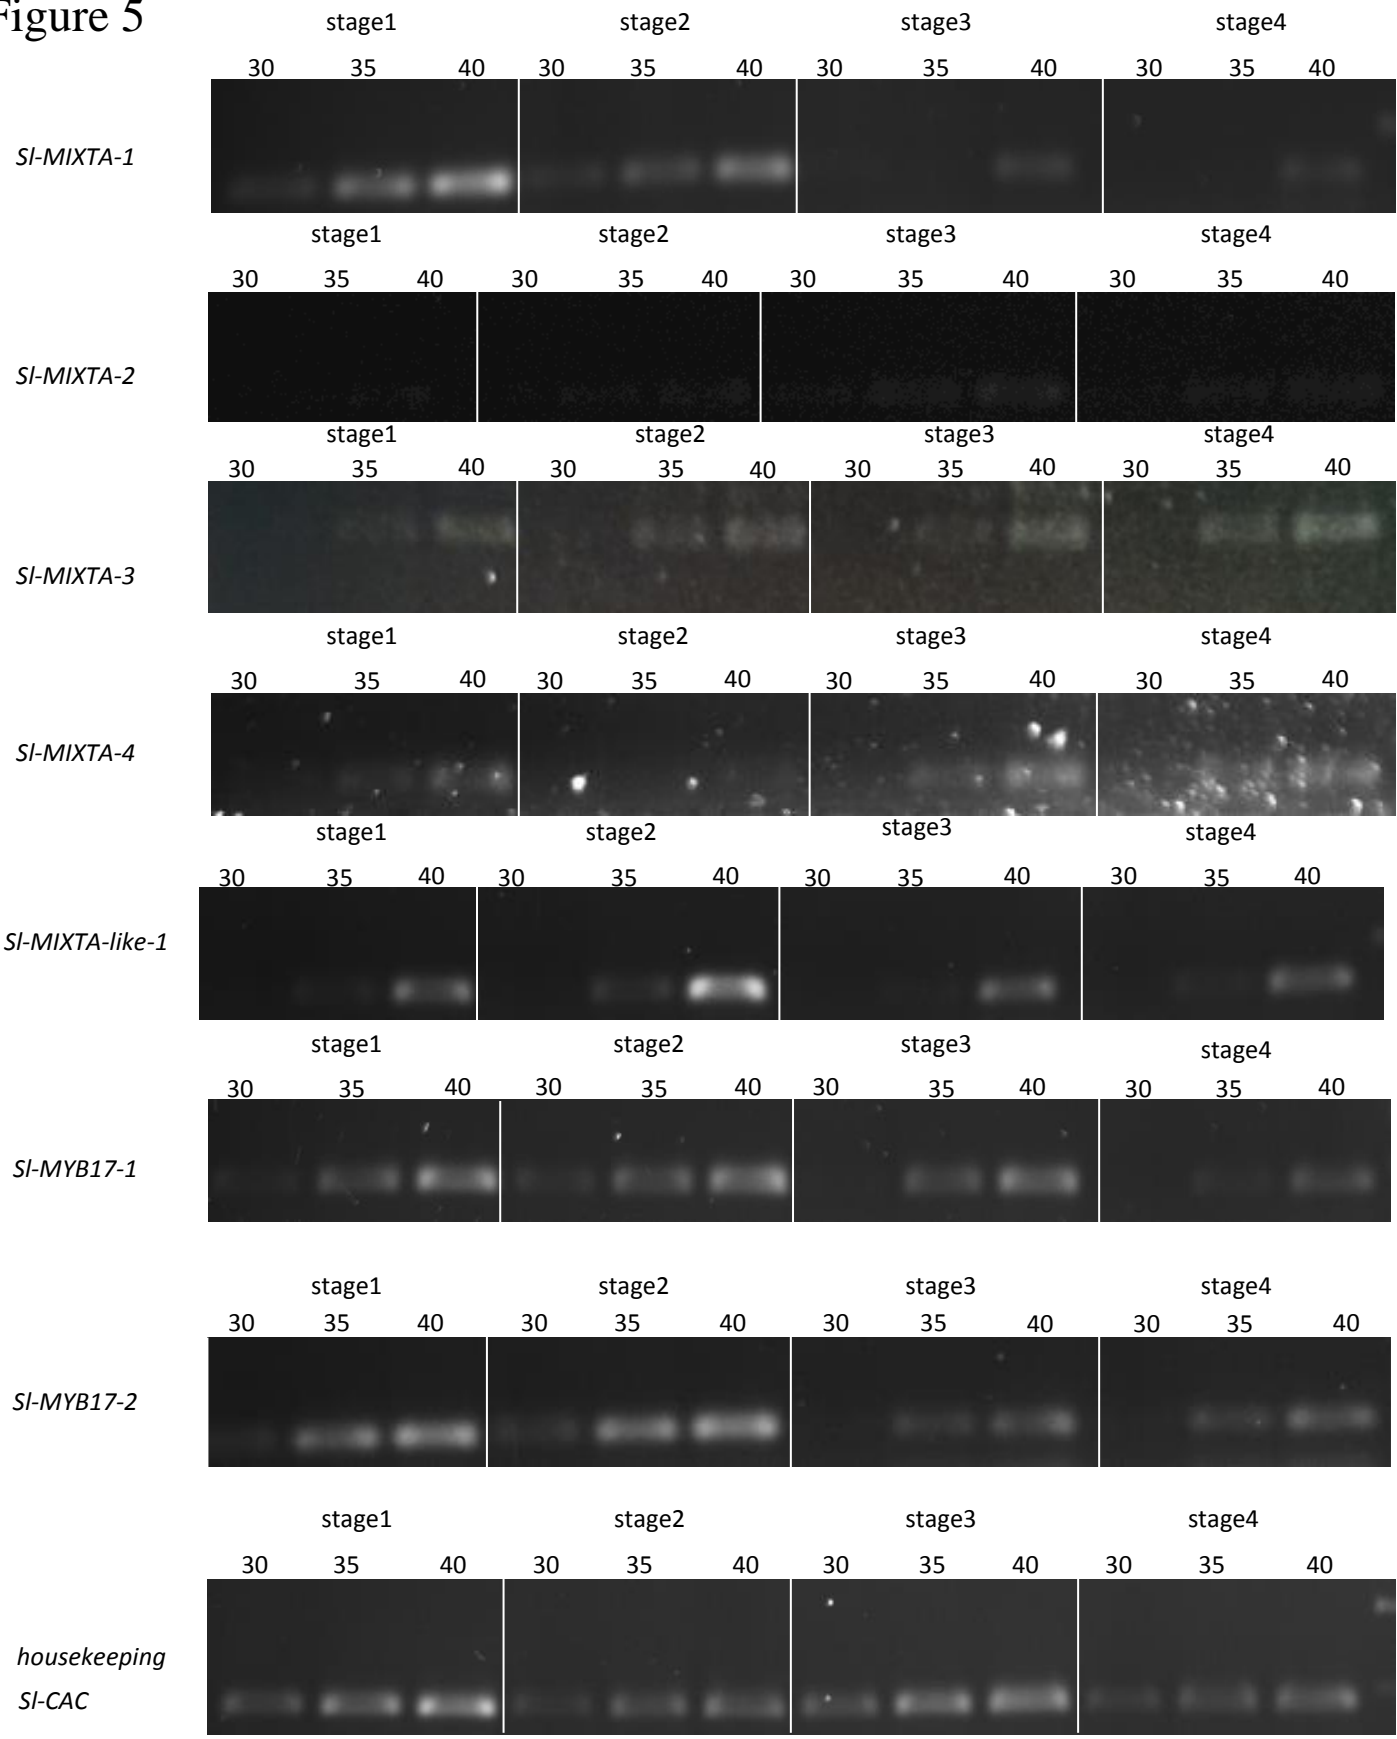 Figure 5
stage1 stage2 stage3 stage4
30 35 40 30 35 40 30 35 40 30 35 40
Sl-MIXTA-1
stage1 stage2 stage3 stage4
30 35 40 30 35 40 30 35 40 30 35 40
Sl-MIXTA-2
stage1 stage2 stage3 stage4
30 35 40 30 35 40 30 35 40 30 35 40
Sl-MIXTA-3
stage1 stage2 stage3 stage4
30 35 40 30 35 40 30 35 40 30 35 40
Sl-MIXTA-4
stage1 stage2 stage3 stage4
30 35 40 30 35 40 30 35 40 30 35 40
Sl-MIXTA-like-1
stage1 stage2 stage3 stage4
30 35 40 30 35 40 30 35 40 30 35 40
Sl-MYB17-1
stage1 stage2 stage3 stage4
30 35 40 30 35 40 30 35 40 30 35 40
Sl-MYB17-2
stage1 stage2 stage3 stage4
30 35 40 30 35 40 30 35 40 30 35 40
housekeeping
Sl-CAC